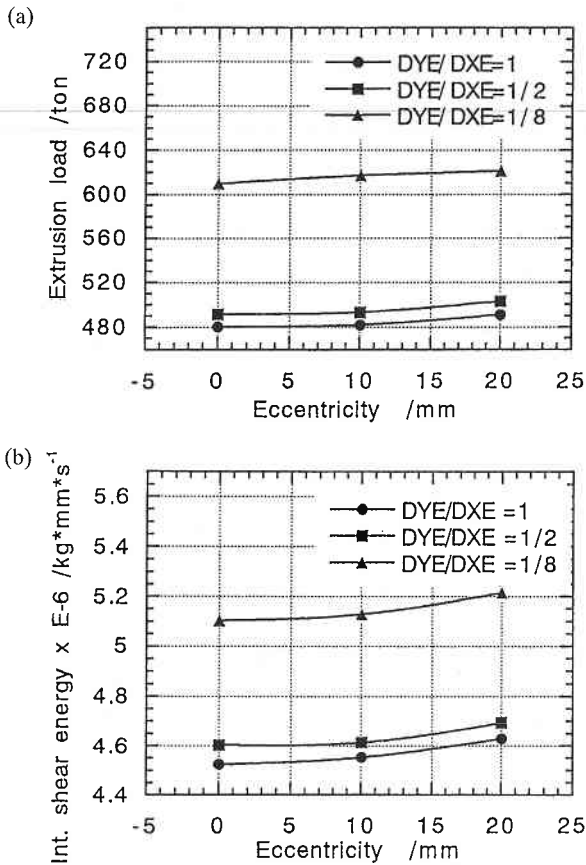 (a)
Extrusion load /ton
720
680
640
600
560
520
480
DYE/ DXE=1
DYE/ DXE=1/2
DYE/ DXE=1/8
-5 0 5 10 15 20 25
Eccentricity /mm
(b)
Int. shear energy x E-6 /kg*mm*s⁻¹
5.6
5.4
5.2
5
4.8
4.6
4.4
DYE/DXE =1
DYE/DXE =1/2
DYE/DXE =1/8
-5 0 5 10 15 20 25
Eccentricity /mm